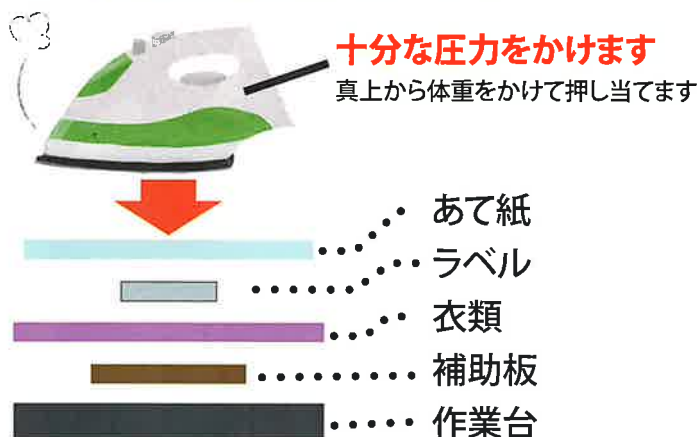 十分な圧力をかけます
真上から体重をかけて押し当てます
あて紙
ラベル
衣類
補助板
作業台